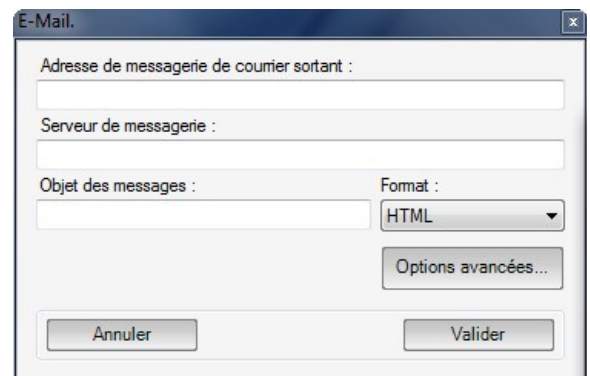 E-Mail.
Adresse de messagerie de courrier sortant :
Serveur de messagerie :
Objet des messages : Format :
HTML
Options avancées...
Annuler Valider